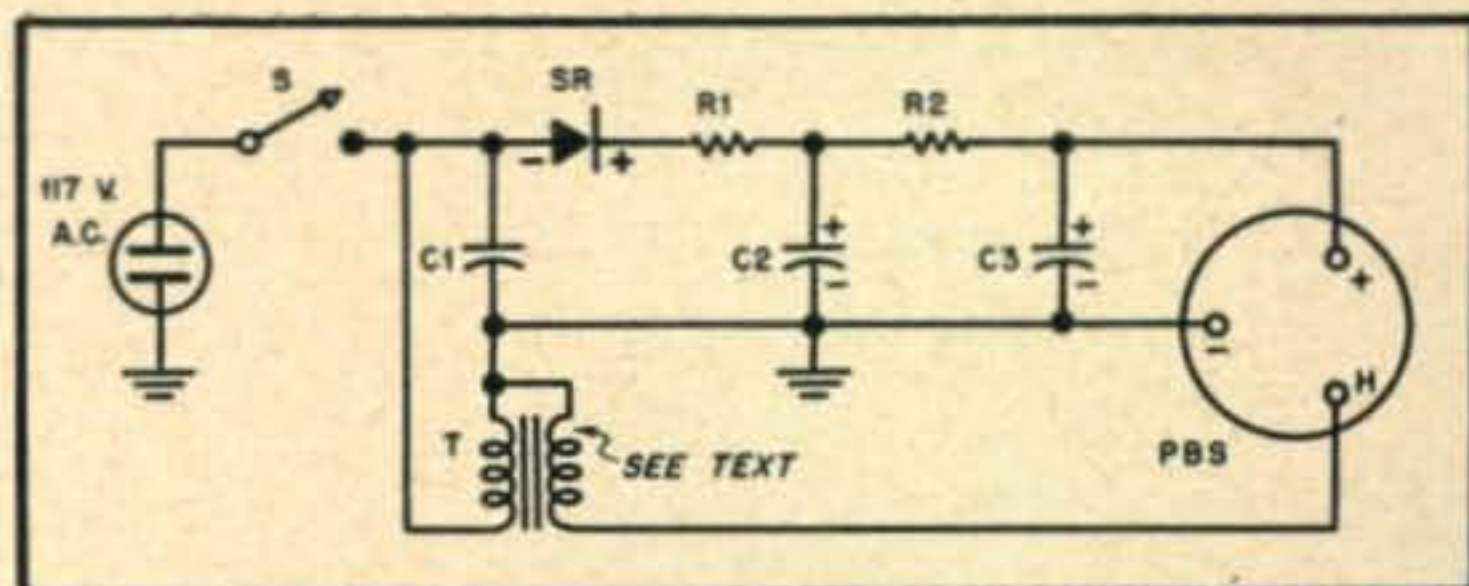 S
SR
R1
R2
117 V.
A.C.
- +
C1
C2
+
-
C3
+
-
+
-
H
PBS
T
SEE TEXT